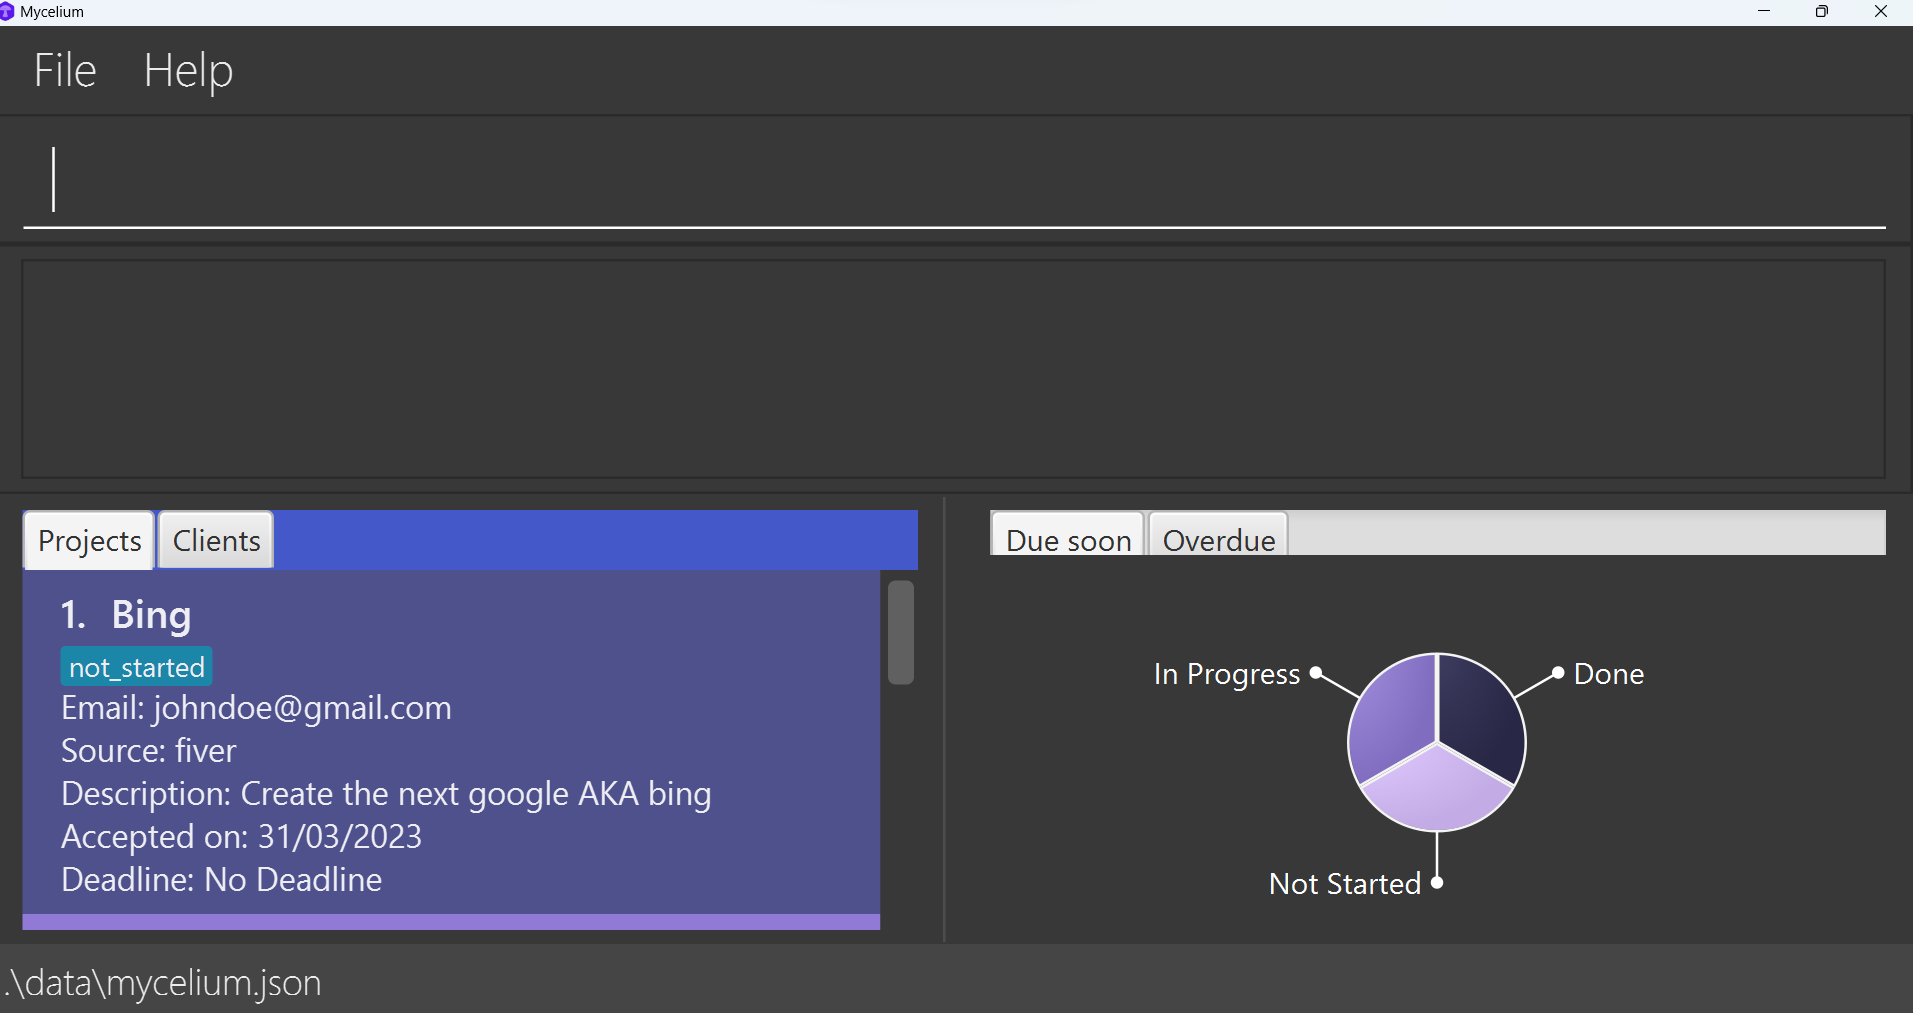 Mycelium
File Help
Projects Clients
1. Bing
not_started
Email: johndoe@gmail.com
Source: fiver
Description: Create the next google AKA bing
Accepted on: 31/03/2023
Deadline: No Deadline
Due soon Overdue
In Progress
Done
Not Started
.\data\mycelium.json